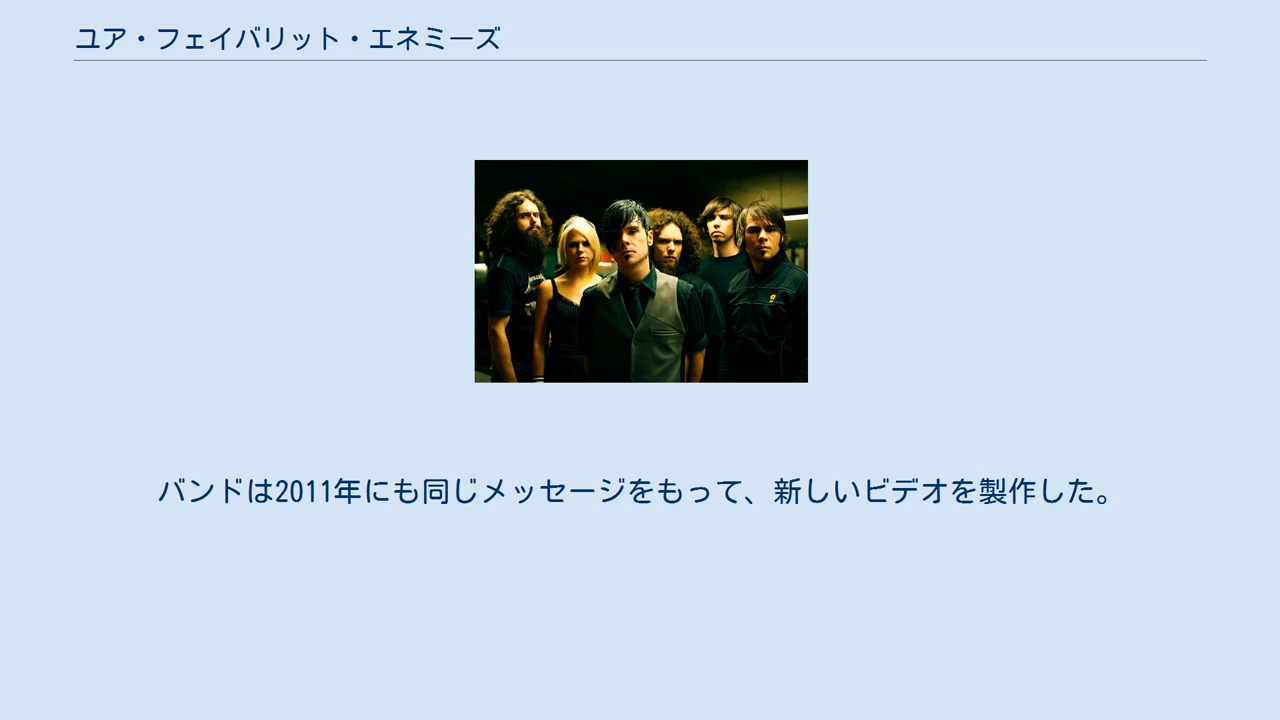 ユア・フェイバリット・エネミーズ
バンドは2011年にも同じメッセージをもって、新しいビデオを製作した。